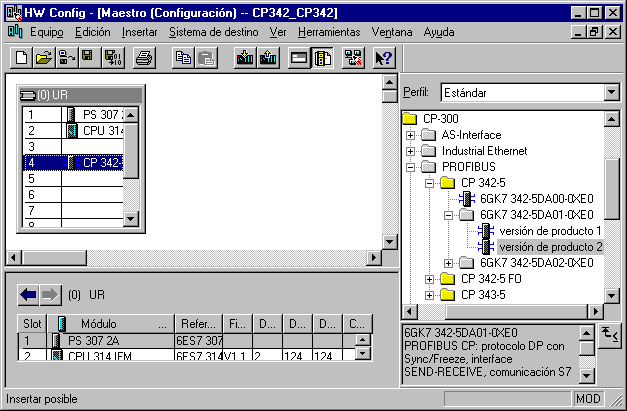 HW Config - [Maestro (Configuración) -- CP342_CP342]
Equipo Edición Insertar Sistema de destino Ver Herramientas Ventana Ayuda
(0) UR
1 PS 307 2
2 CPU 314
3
4 CP 342-5
5
6
7
8
Perfil: Estándar
CP-300
AS-Interface
Industrial Ethernet
PROFIBUS
CP 342-5
6GK7 342-5DA00-0XE0
6GK7 342-5DA01-0XE0
versión de producto 1
versión de producto 2
6GK7 342-5DA02-0XE0
CP 342-5 FO
CP 343-5
(0) UR
Slot Módulo ... Refer... Fi... D... D... D... C...
1 PS 307 2A 6ES7 307
2 CPU 314 IFM 6ES7 314 V1.1 2 124... 124...
6GK7 342-5DA01-0XE0
PROFIBUS CP: protocolo DP con
Sync/Freeze, interface
SEND-RECEIVE, comunicación S7
Insertar posible MOD